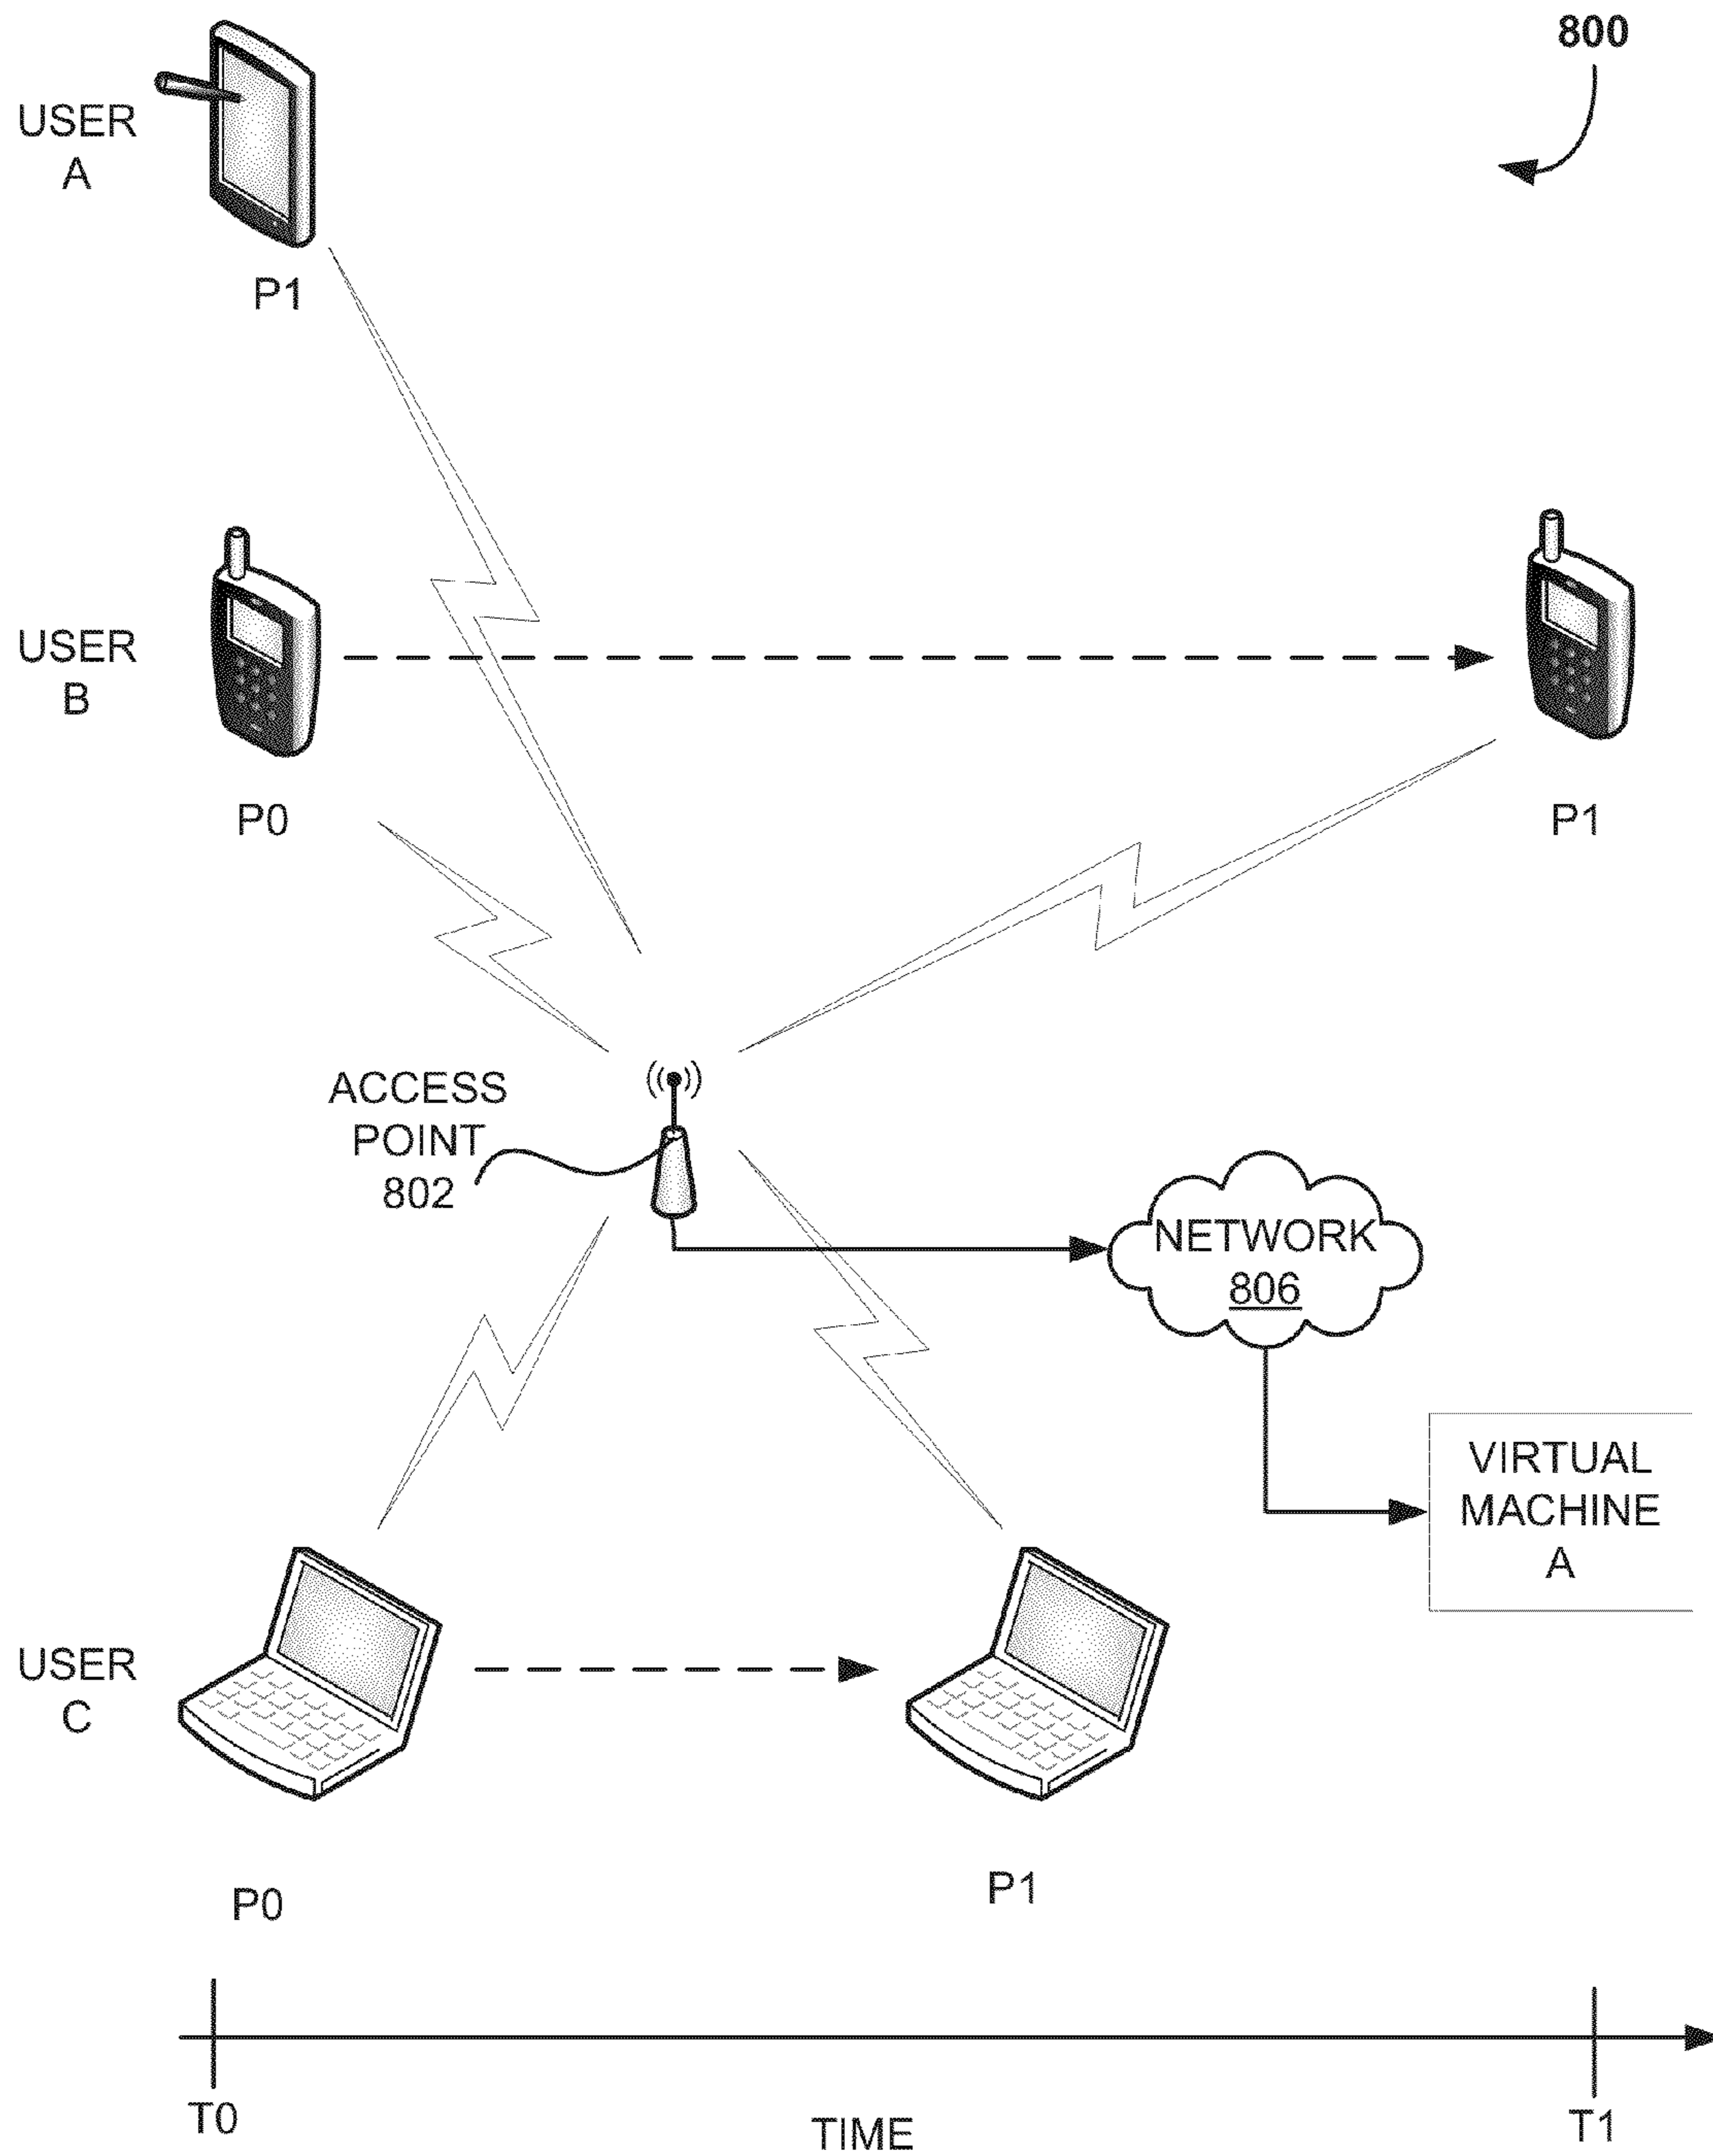 800
USER
A
P1
USER
B
P0
P1
ACCESS
POINT
802
NETWORK
806
VIRTUAL
MACHINE
A
USER
C
P0
P1
T0
TIME
T1